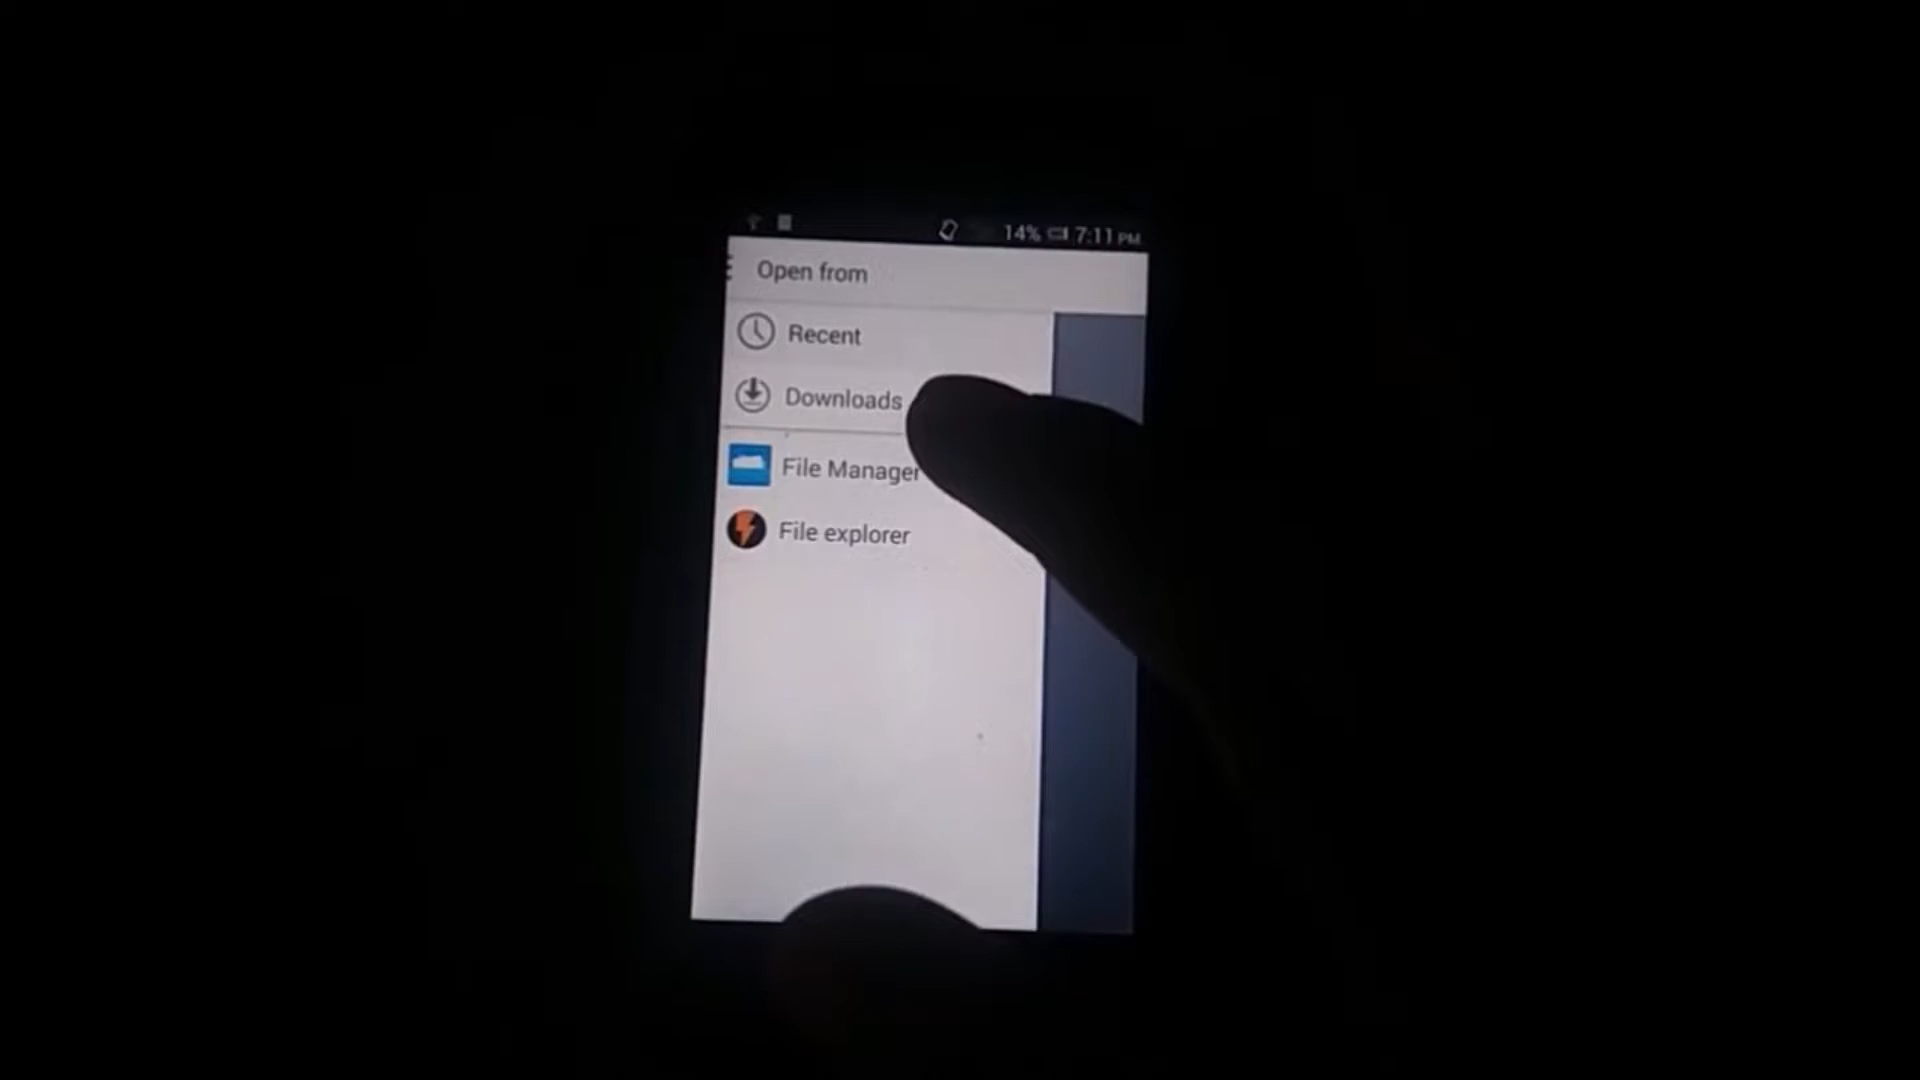 14% 7:11 PM
Open from
Recent
Downloads
File Manager
File explorer